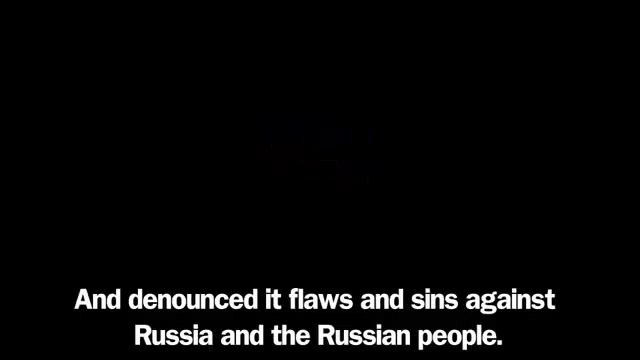 And denounced it flaws and sins against
Russia and the Russian people.